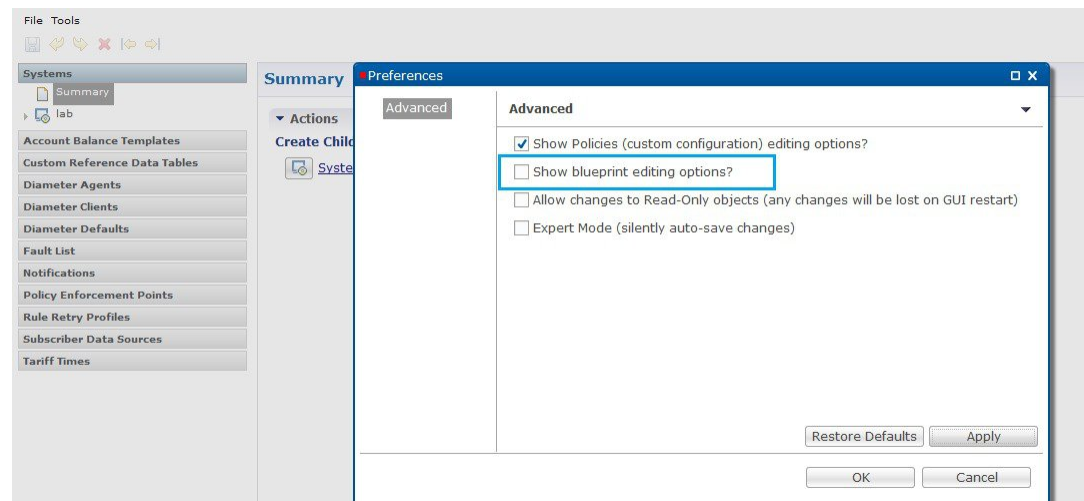 File Tools
Systems
Summary
lab
Account Balance Templates
Custom Reference Data Tables
Diameter Agents
Diameter Clients
Diameter Defaults
Fault List
Notifications
Policy Enforcement Points
Rule Retry Profiles
Subscriber Data Sources
Tariff Times
Summary
Actions
Create Child
Syste
Preferences
Advanced
Advanced
Show Policies (custom configuration) editing options?
Show blueprint editing options?
Allow changes to Read-Only objects (any changes will be lost on GUI restart)
Expert Mode (silently auto-save changes)
Restore Defaults Apply
OK Cancel